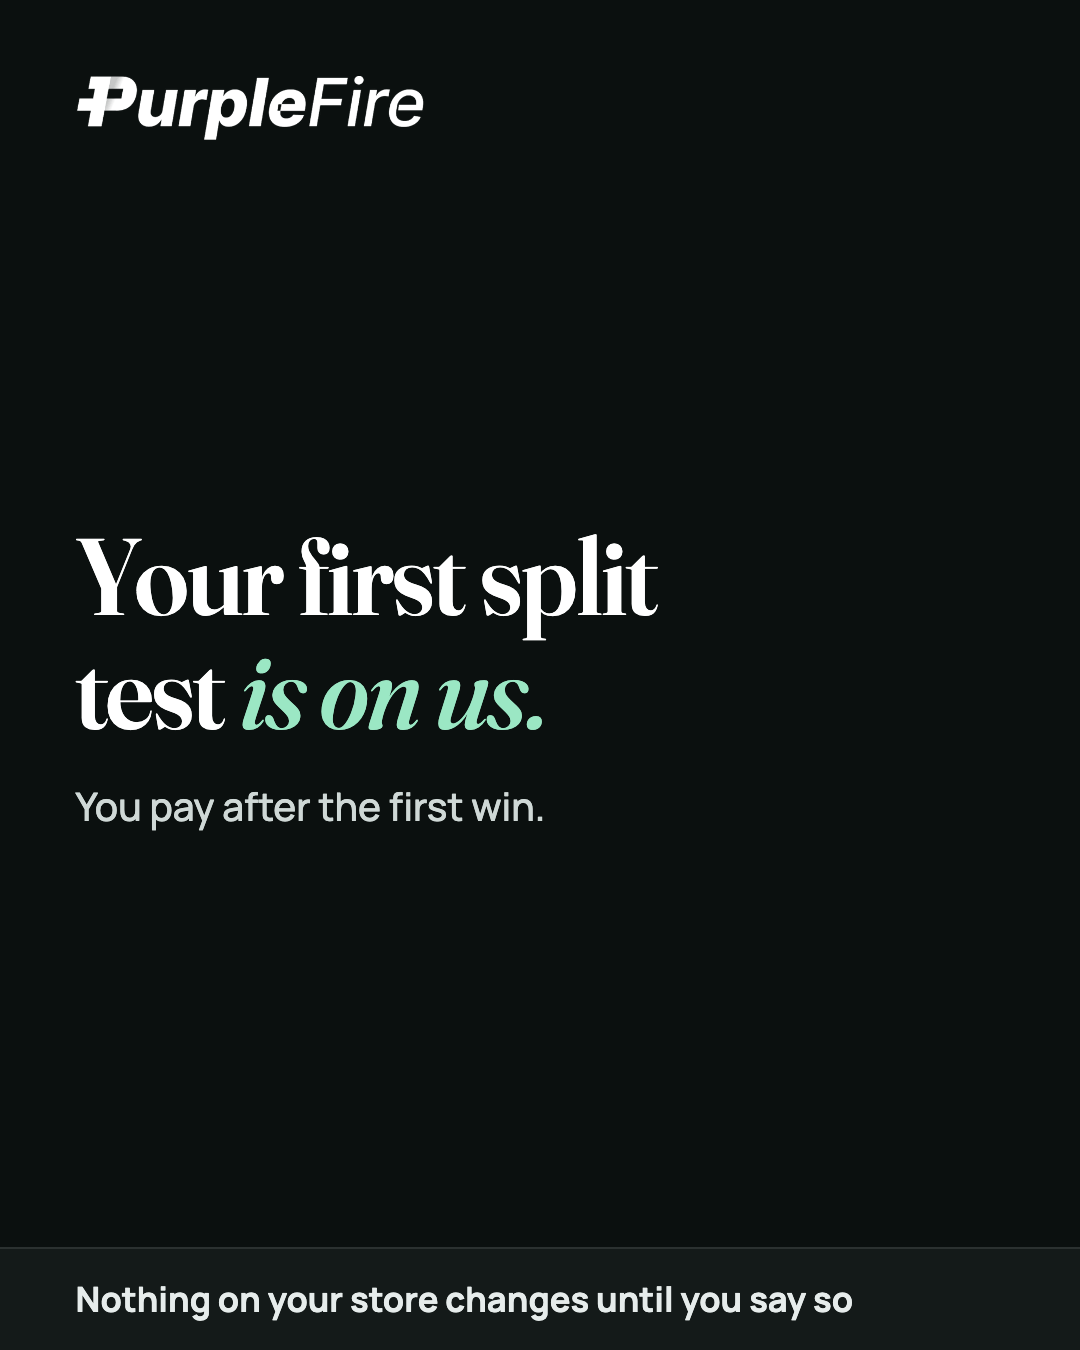 PurpleFire
Your first split
test is on us.
You pay after the first win.
Nothing on your store changes until you say so